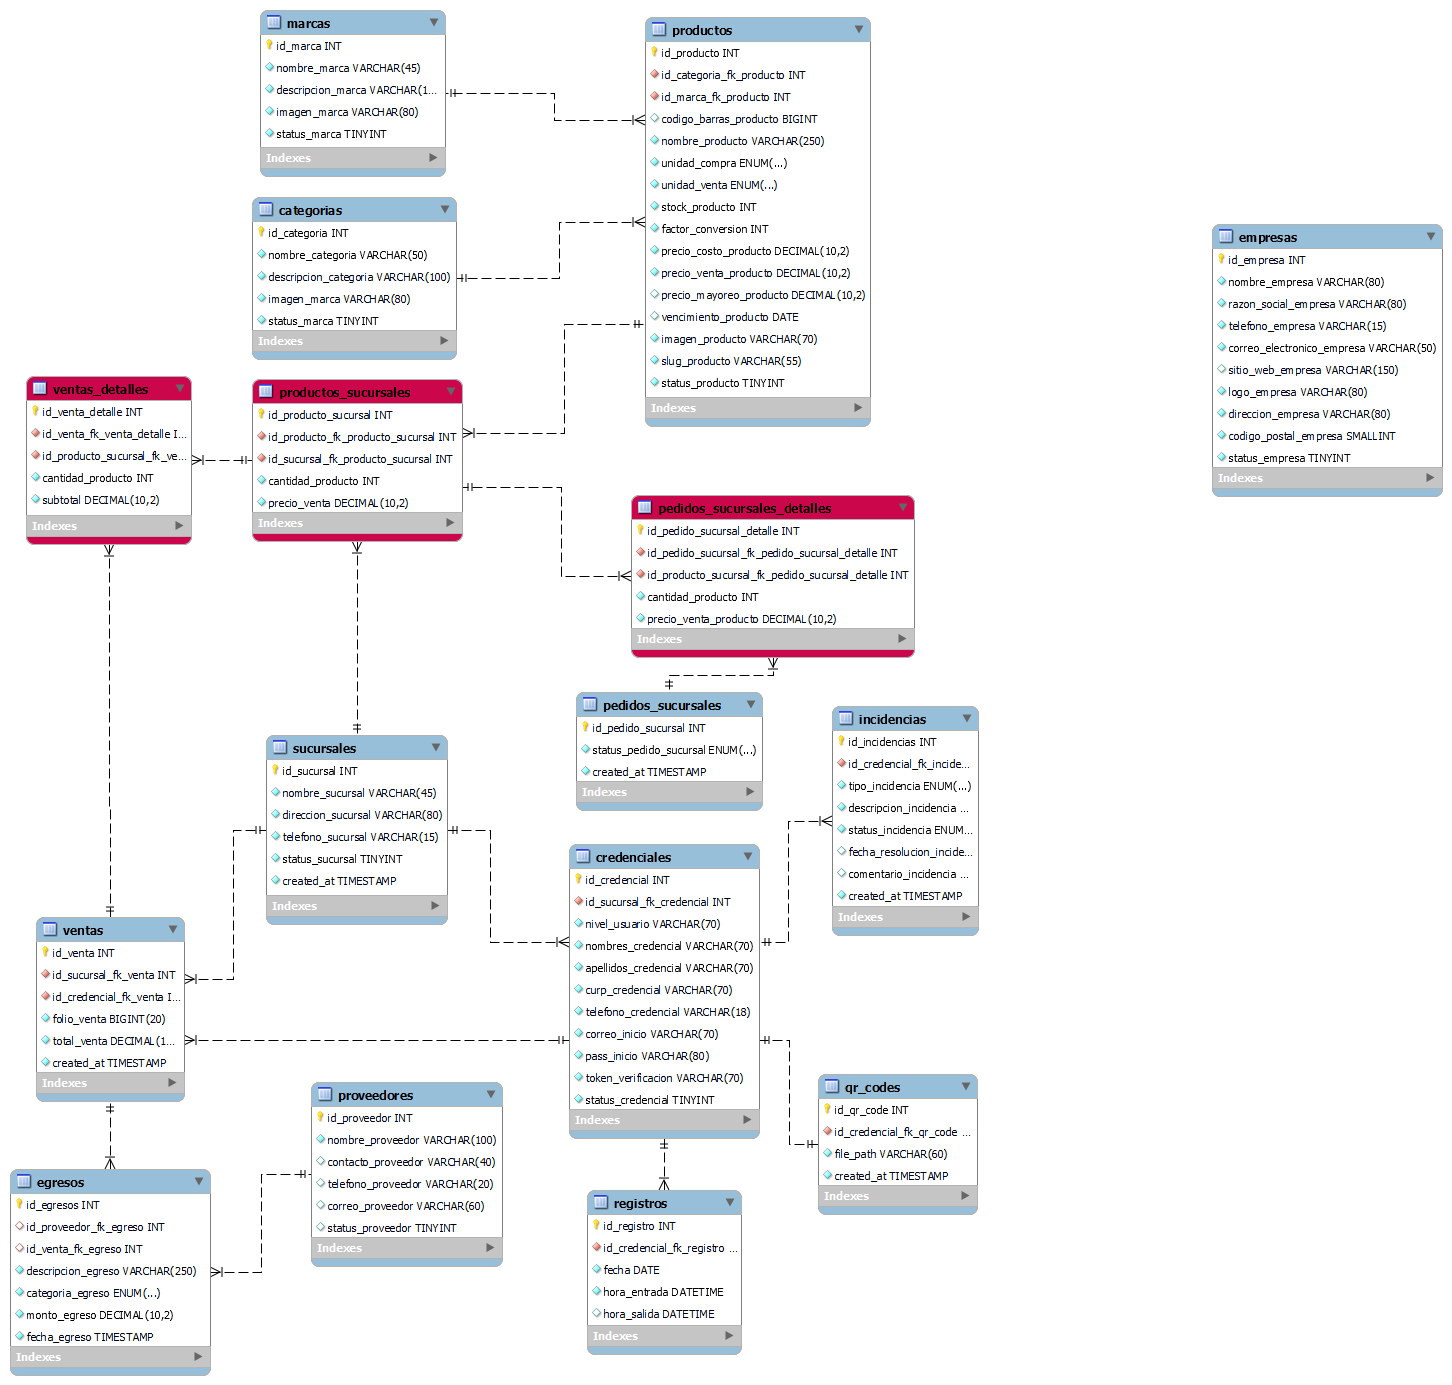 marcas
id_marca INT
nombre_marca VARCHAR(45)
descripcion_marca VARCHAR(1...
imagen_marca VARCHAR(80)
status_marca TINYINT
Indexes
productos
id_producto INT
id_categoria_fk_producto INT
id_marca_fk_producto INT
codigo_barras_producto BIGINT
nombre_producto VARCHAR(250)
unidad_compra ENUM(...)
unidad_venta ENUM(...)
stock_producto INT
factor_conversion INT
precio_costo_producto DECIMAL(10,2)
precio_venta_producto DECIMAL(10,2)
precio_mayoreo_producto DECIMAL(10,2)
vencimiento_producto DATE
imagen_producto VARCHAR(70)
slug_producto VARCHAR(55)
status_producto TINYINT
Indexes
categorias
id_categoria INT
nombre_categoria VARCHAR(50)
descripcion_categoria VARCHAR(100)
imagen_marca VARCHAR(80)
status_marca TINYINT
Indexes
empresas
id_empresa INT
nombre_empresa VARCHAR(80)
razon_social_empresa VARCHAR(80)
telefono_empresa VARCHAR(15)
correo_electronico_empresa VARCHAR(50)
sitio_web_empresa VARCHAR(150)
logo_empresa VARCHAR(80)
direccion_empresa VARCHAR(80)
codigo_postal_empresa SMALLINT
status_empresa TINYINT
Indexes
ventas_detalles
id_venta_detalle INT
id_venta_fk_venta_detalle I...
id_producto_sucursal_fk_ve...
cantidad_producto INT
subtotal DECIMAL(10,2)
Indexes
productos_sucursales
id_producto_sucursal INT
id_producto_fk_producto_sucursal INT
id_sucursal_fk_producto_sucursal INT
cantidad_producto INT
precio_venta DECIMAL(10,2)
Indexes
pedidos_sucursales_detalles
id_pedido_sucursal_detalle INT
id_pedido_sucursal_fk_pedido_sucursal_detalle INT
id_producto_sucursal_fk_pedido_sucursal_detalle INT
cantidad_producto INT
precio_venta_producto DECIMAL(10,2)
Indexes
pedidos_sucursales
id_pedido_sucursal INT
status_pedido_sucursal ENUM(...)
created_at TIMESTAMP
Indexes
incidencias
id_incidencias INT
id_credencial_fk_incide...
tipo_incidencia ENUM(...)
descripcion_incidencia ...
status_incidencia ENUM...
fecha_resolucion_incide...
comentario_incidencia ...
created_at TIMESTAMP
Indexes
sucursales
id_sucursal INT
nombre_sucursal VARCHAR(45)
direccion_sucursal VARCHAR(80)
telefono_sucursal VARCHAR(15)
status_sucursal TINYINT
created_at TIMESTAMP
Indexes
credenciales
id_credencial INT
id_sucursal_fk_credencial INT
nivel_usuario VARCHAR(70)
nombres_credencial VARCHAR(70)
apellidos_credencial VARCHAR(70)
curp_credencial VARCHAR(70)
telefono_credencial VARCHAR(18)
correo_inicio VARCHAR(70)
pass_inicio VARCHAR(80)
token_verificacion VARCHAR(70)
status_credencial TINYINT
Indexes
ventas
id_venta INT
id_sucursal_fk_venta INT
id_credencial_fk_venta I...
folio_venta BIGINT(20)
total_venta DECIMAL(1...
created_at TIMESTAMP
Indexes
proveedores
id_proveedor INT
nombre_proveedor VARCHAR(100)
contacto_proveedor VARCHAR(40)
telefono_proveedor VARCHAR(20)
correo_proveedor VARCHAR(60)
status_proveedor TINYINT
Indexes
qr_codes
id_qr_code INT
id_credencial_fk_qr_code ...
file_path VARCHAR(60)
created_at TIMESTAMP
Indexes
egresos
id_egresos INT
id_proveedor_fk_egreso INT
id_venta_fk_egreso INT
descripcion_egreso VARCHAR(250)
categoria_egreso ENUM(...)
monto_egreso DECIMAL(10,2)
fecha_egreso TIMESTAMP
Indexes
registros
id_registro INT
id_credencial_fk_registro ...
fecha DATE
hora_entrada DATETIME
hora_salida DATETIME
Indexes